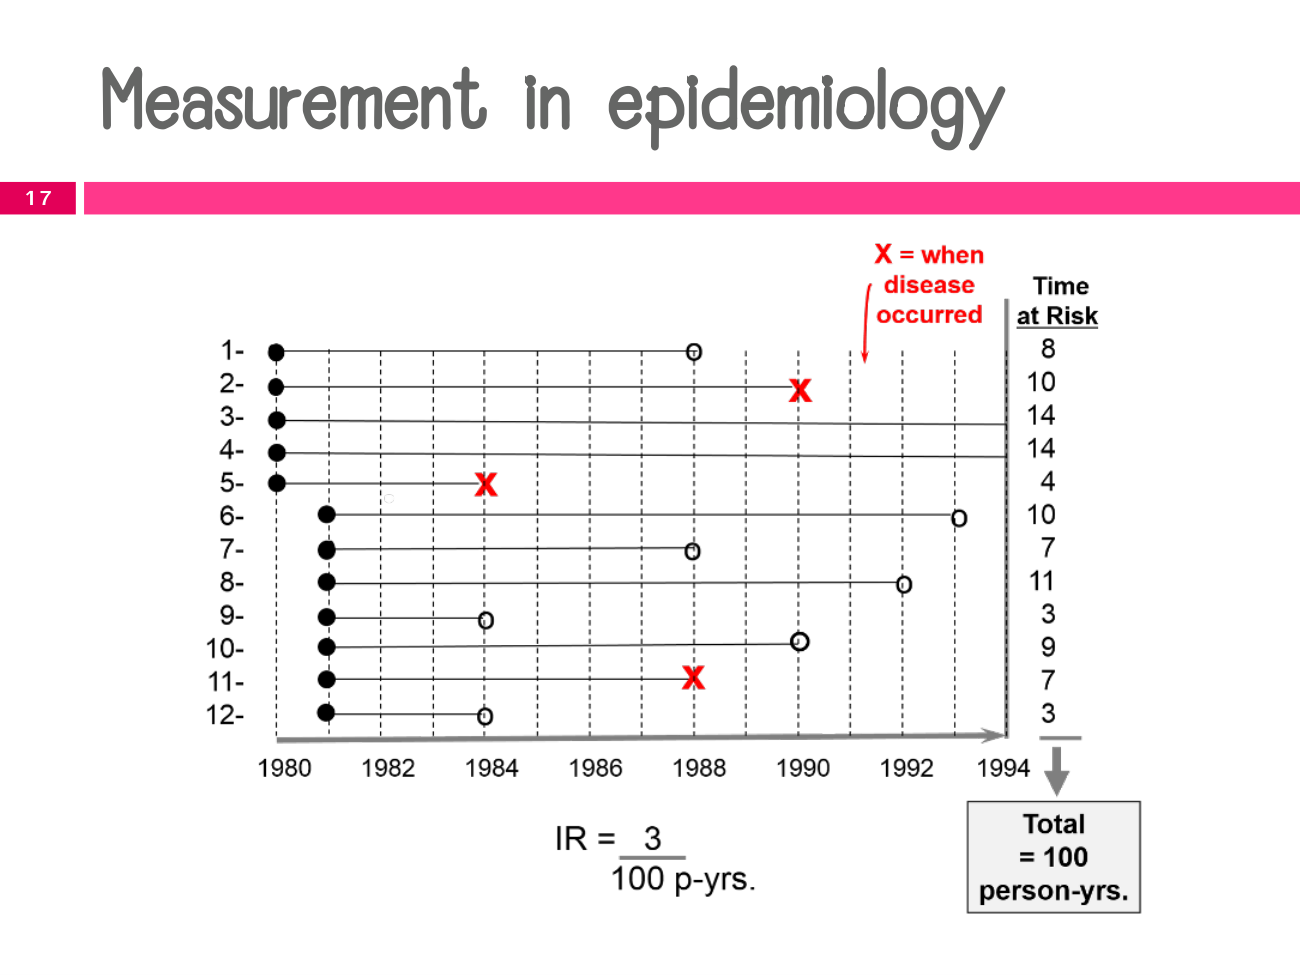 Measurement in epidemiology
17
X = when
disease
occurred
Time
at Risk
1- 8
2- X 10
3- 14
4- 14
5- X 4
6- 10
7- 7
8- 11
9- 3
10- 9
11- X 7
12- 3
1980 1982 1984 1986 1988 1990 1992 1994
IR = 3
100 p-yrs.
Total
= 100
person-yrs.